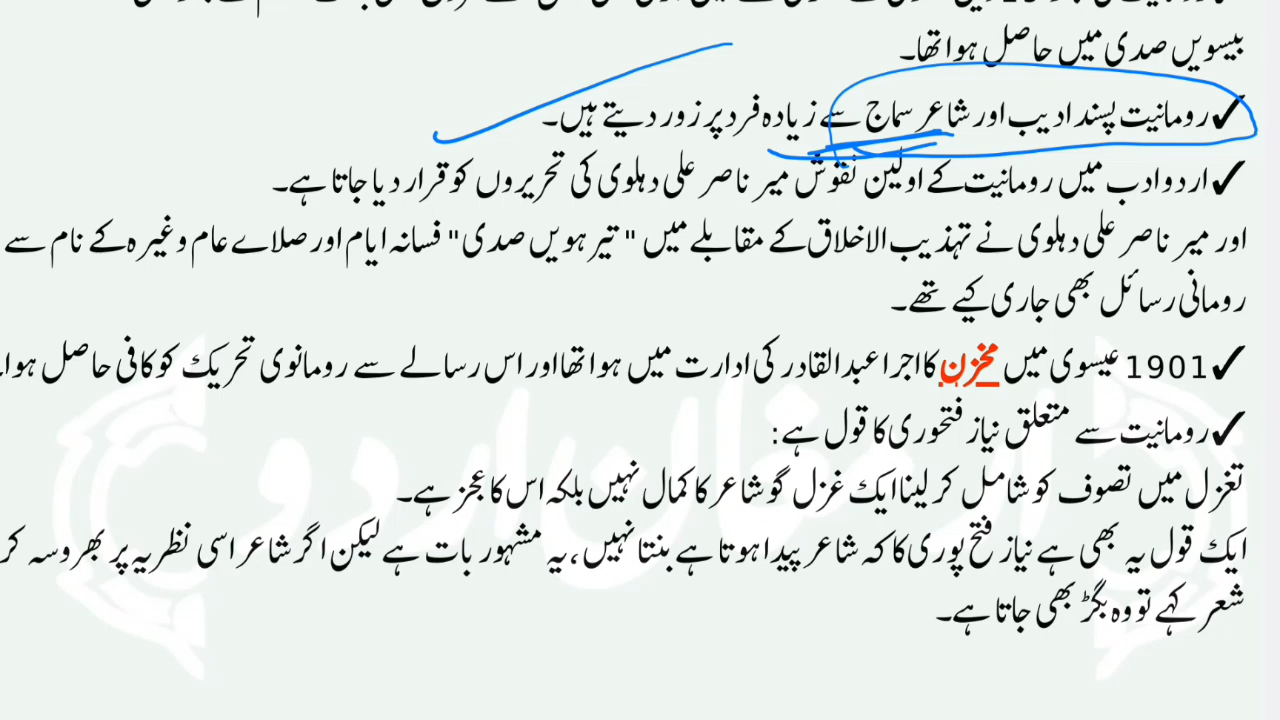 بیسویں صدی میں حاصل ہوا تھا۔
✓رومانیت پسند ادیب اور شاعر سماج سے زیادہ فرد پر زور دیتے ہیں۔
✓اردو ادب میں رومانیت کے اولین نقوش میر ناصر علی دہلوی کی تحریروں کو قرار دیا جاتا ہے۔
اور میر ناصر علی دہلوی نے تہذیب الاخلاق کے مقابلے میں " تیر ہویں صدی" فسانہ ایام اور صلاے عام وغیرہ کے نام سے
رومانی رسائل بھی جاری کیے تھے۔
✓1901 عیسوی میں مخزن کا اجرا عبدالقادر کی ادارت میں ہوا تھا اور اس رسالے سے رومانوی تحریک کو کافی حاصل ہوا۔
✓رومانیت سے متعلق نیاز فتحوری کا قول ہے:
تغزل میں تصوف کو شامل کر لینا ایک غزل گو شاعر کا کمال نہیں بلکہ اس کا عجز ہے۔
ایک قول یہ بھی ہے نیاز فتح پوری کا کہ شاعر پیدا ہوتا ہے بنتا نہیں، یہ مشہور بات ہے لیکن اگر شاعر اسی نظریہ پر بھروسہ کر
شعر کہے تو وہ بگڑ بھی جاتا ہے۔
ارمغان اردو